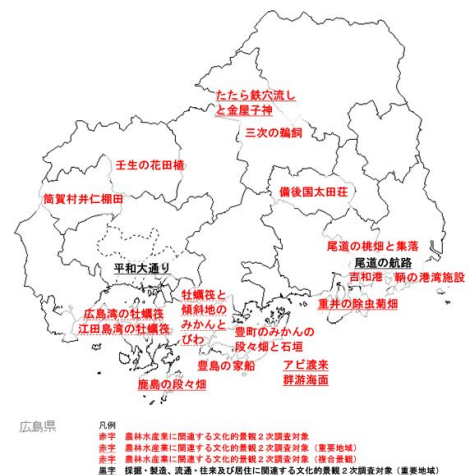 たたら鉄穴流し
と金屋子神
三次の鵜飼
壬生の花田植
備後国太田荘
筒賀村井仁棚田
尾道の桃畑と集落
平和大通り
尾道の航路
吉和港、鞆の港湾施設
牡蠣筏と
傾斜地の
みかんと
びわ
重井の除虫菊畑
広島湾の牡蠣筏
江田島湾の牡蠣筏
豊町のみかんの
段々畑と石垣
豊島の家船
アビ渡来
群游海面
鹿島の段々畑
広島県
凡例
赤字 農林水産業に関連する文化的景観２次調査対象
赤字 農林水産業に関連する文化的景観２次調査対象（重要地域）
赤字 農林水産業に関連する文化的景観２次調査対象（複合景観）
黒字 採掘・製造、流通・往来及び居住に関連する文化的景観２次調査対象（重要地域）